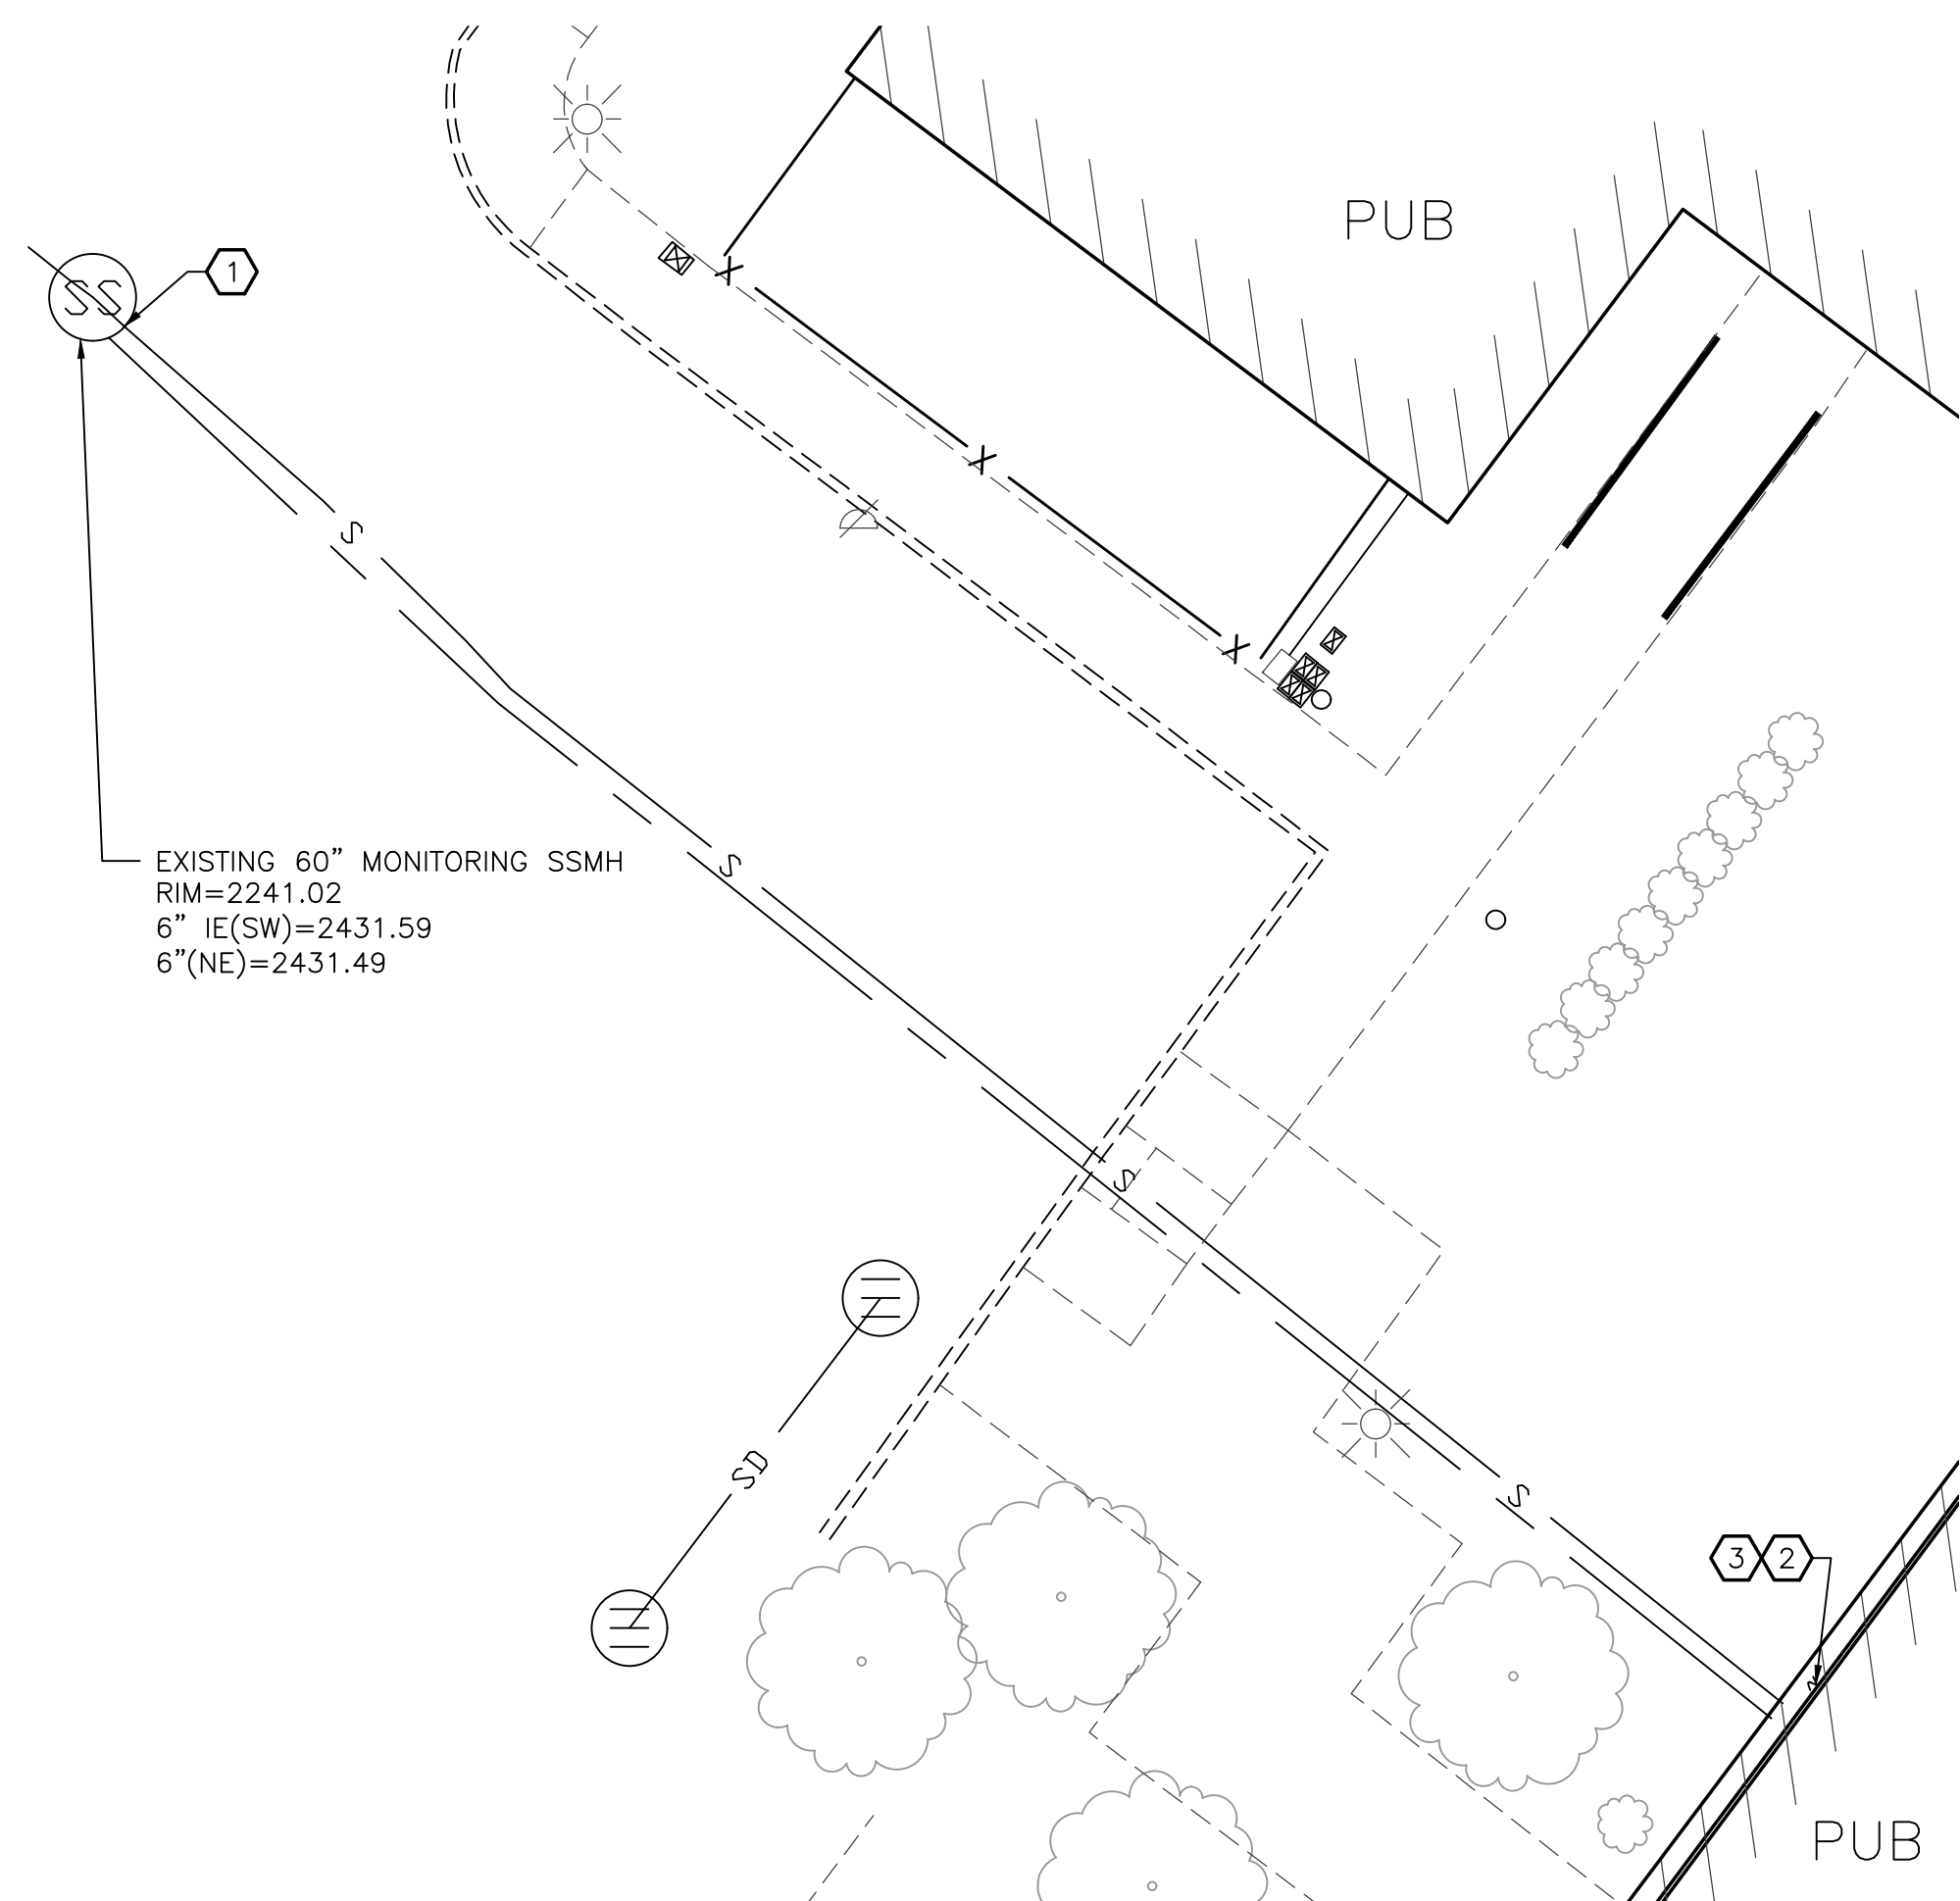 PUB
SS
1
S
EXISTING 60" MONITORING SSMH
RIM=2241.02
6" IE(SW)=2431.59
6"(NE)=2431.49
S
S
SD
S
3 2
PUB